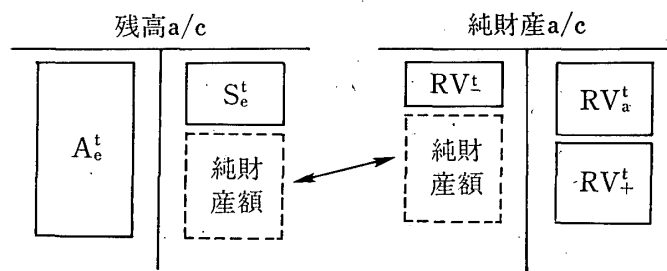 残高a/c
A_e^t
S_e^t
純財
産額
純財産a/c
RV_-^t
純財
産額
RV_a^t
RV_+^t